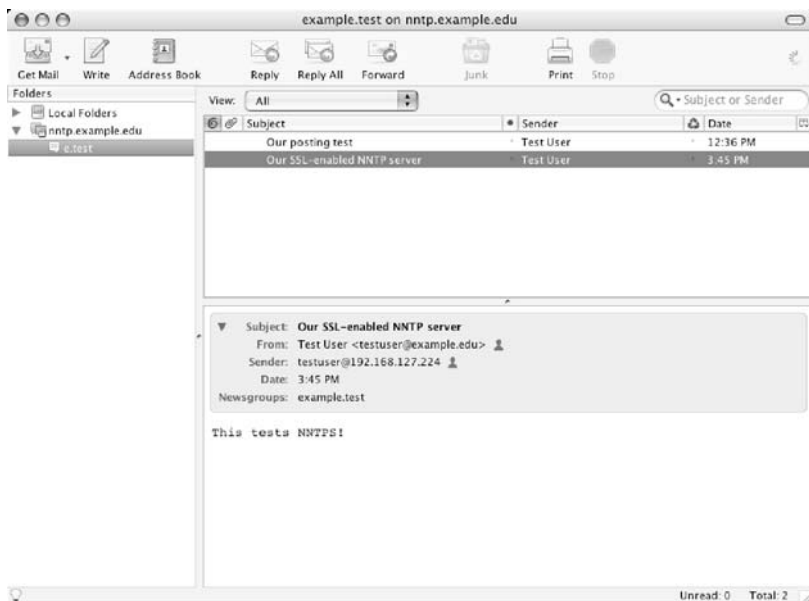 example.test on nntp.example.edu
Get Mail Write Address Book Reply Reply All Forward Junk Print Stop
Folders
Local Folders
nntp.example.edu
e.test
View: All Subject or Sender
Subject Sender Date
Our posting test Test User 12:36 PM
Our SSL-enabled NNTP server Test User 3:45 PM
Subject: Our SSL-enabled NNTP server
From: Test User <testuser@example.edu>
Sender: testuser@192.168.127.224
Date: 3:45 PM
Newsgroups: example.test
This tests NNTPS!
Unread: 0 Total: 2